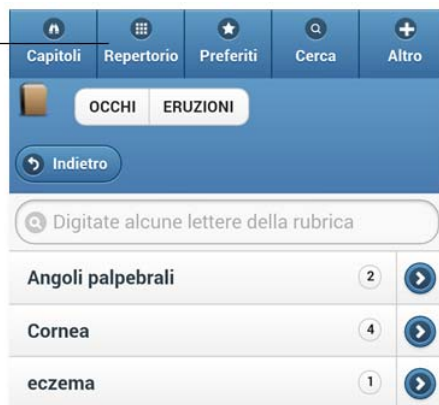 Capitoli Repertorio Preferiti Cerca Altro
OCCHI ERUZIONI
Indietro
Digitate alcune lettere della rubrica
Angoli palpebrali 2
Cornea 4
eczema 1